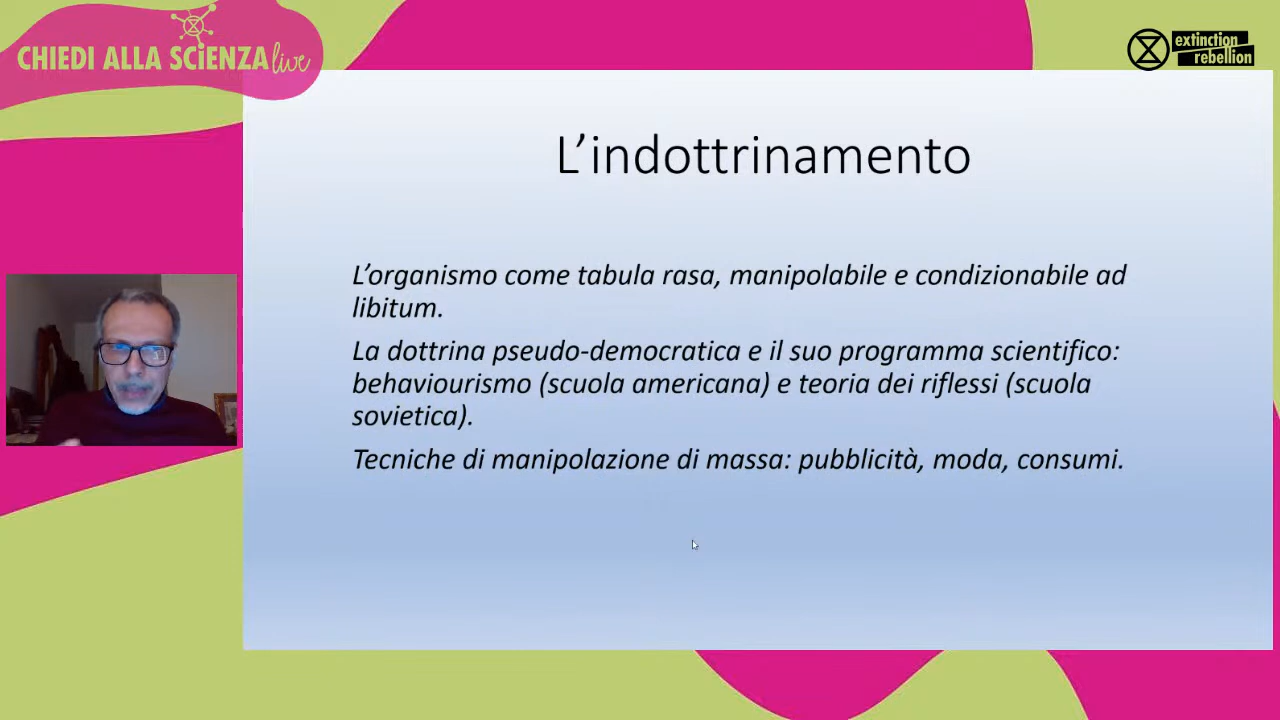 CHIEDI ALLA SCIENZA live
extinction
rebellion
L'indottrinamento
L'organismo come tabula rasa, manipolabile e condizionabile ad
libitum.
La dottrina pseudo-democratica e il suo programma scientifico:
behaviourismo (scuola americana) e teoria dei riflessi (scuola
sovietica).
Tecniche di manipolazione di massa: pubblicità, moda, consumi.